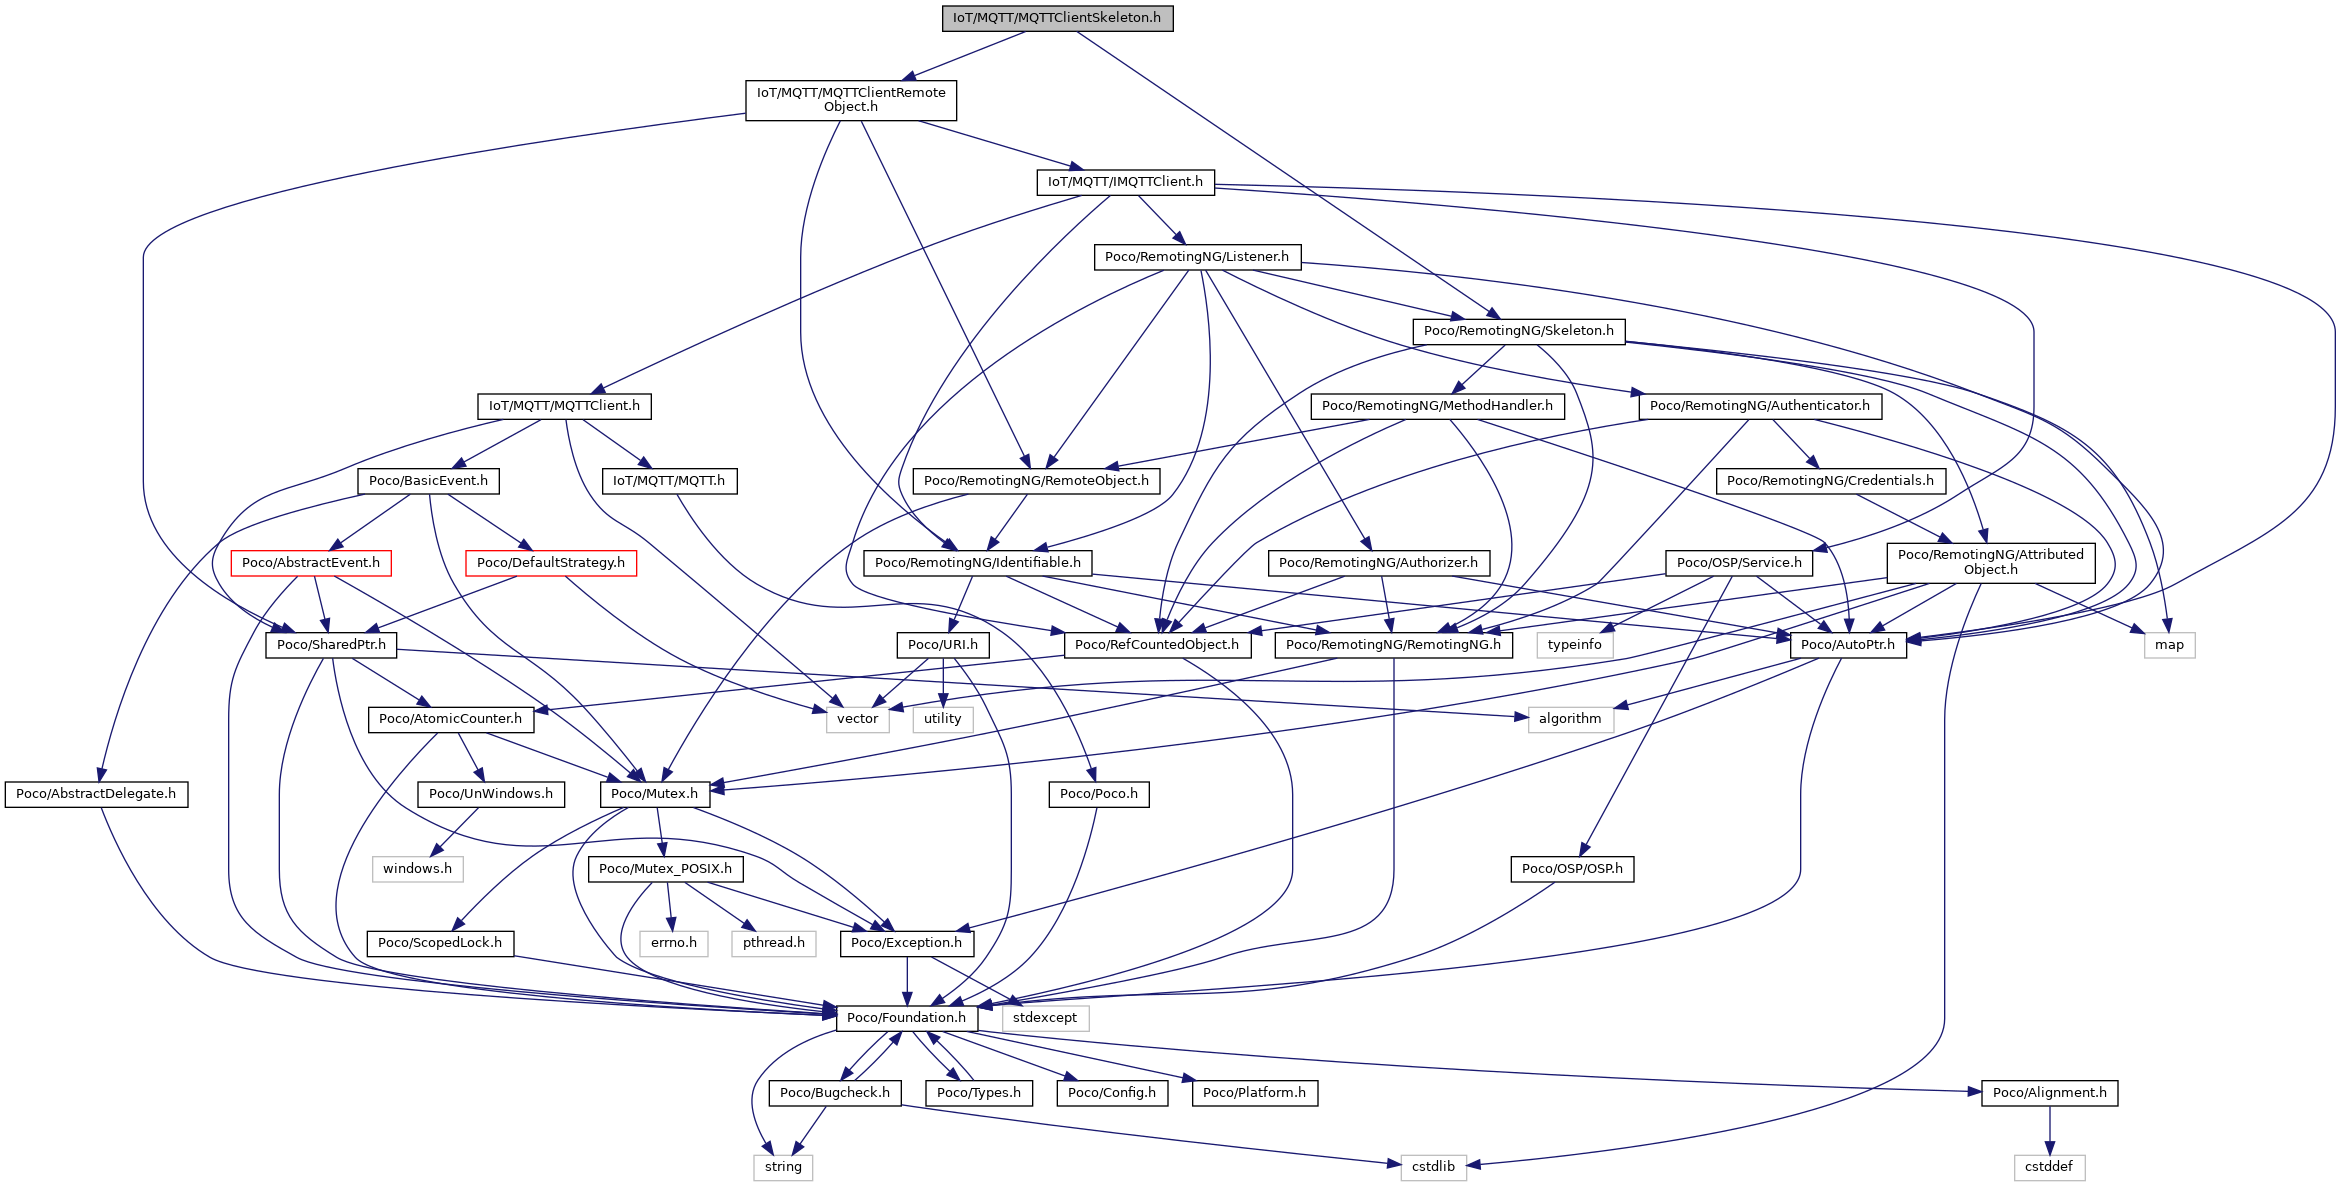 IoT/MQTT/MQTTClientSkeleton.h
IoT/MQTT/MQTTClientRemote
Object.h
IoT/MQTT/IMQTTClient.h
Poco/RemotingNG/Listener.h
Poco/RemotingNG/Skeleton.h
IoT/MQTT/MQTTClient.h
Poco/RemotingNG/MethodHandler.h
Poco/RemotingNG/Authenticator.h
Poco/BasicEvent.h
IoT/MQTT/MQTT.h
Poco/RemotingNG/RemoteObject.h
Poco/RemotingNG/Credentials.h
Poco/AbstractEvent.h
Poco/DefaultStrategy.h
Poco/RemotingNG/Identifiable.h
Poco/RemotingNG/Authorizer.h
Poco/OSP/Service.h
Poco/RemotingNG/Attributed
Object.h
Poco/SharedPtr.h
Poco/URI.h
Poco/RefCountedObject.h
Poco/RemotingNG/RemotingNG.h
typeinfo
Poco/AutoPtr.h
map
Poco/AtomicCounter.h
vector
utility
algorithm
Poco/AbstractDelegate.h
Poco/UnWindows.h
Poco/Mutex.h
Poco/Poco.h
windows.h
Poco/Mutex_POSIX.h
Poco/OSP/OSP.h
Poco/ScopedLock.h
errno.h
pthread.h
Poco/Exception.h
Poco/Foundation.h
stdexcept
Poco/Bugcheck.h
Poco/Types.h
Poco/Config.h
Poco/Platform.h
Poco/Alignment.h
string
cstdlib
cstddef